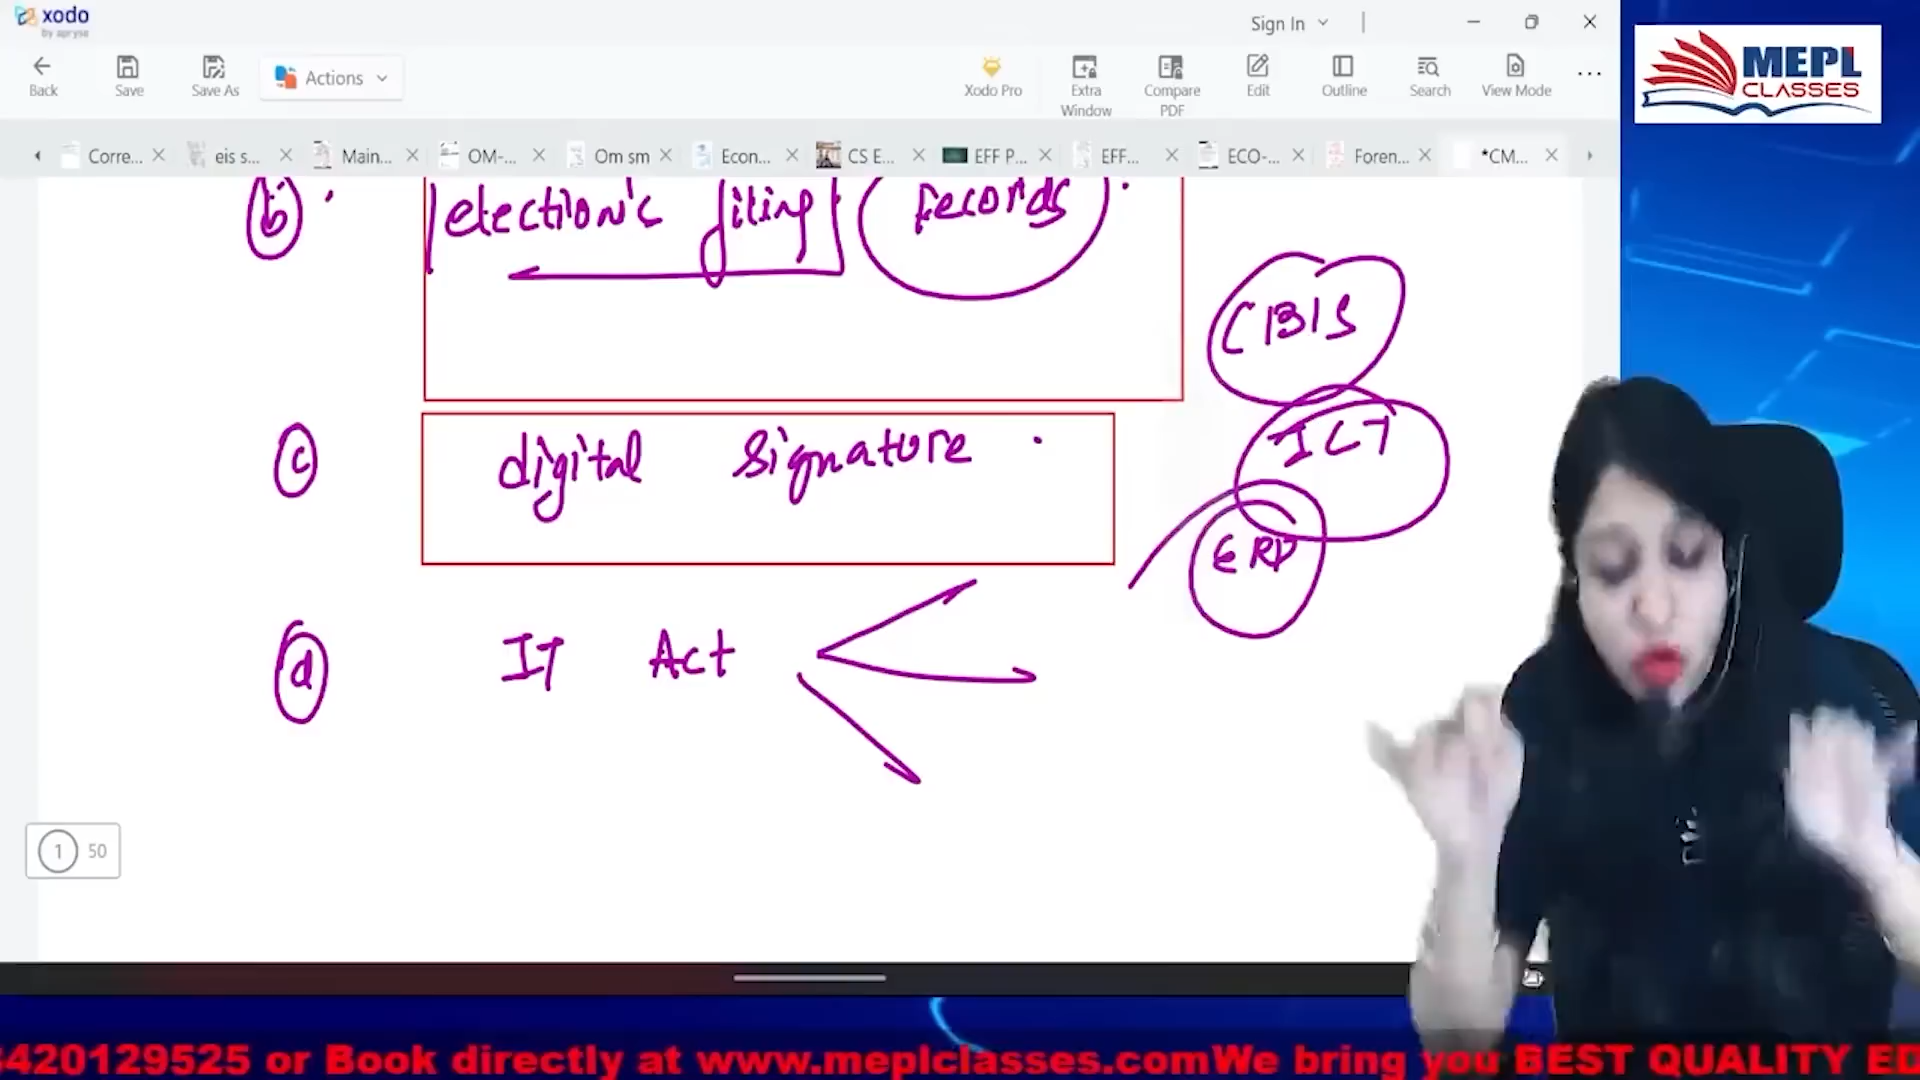 xodo
by apryse
Sign In
Back
Save
Save As
Actions
Xodo Pro
Extra Window
Compare PDF
Edit
Outline
Search
View Mode
MEPL
CLASSES
Corre...
eis s...
Main...
OM-...
Om sm
Econ...
CS E...
EFF P...
EFF...
ECO-...
Foren...
*CM...
b electronic filing records
CBIS
c digital signature
ICT
ERP
d IT Act
1 50
420129525 or Book directly at www.meplclasses.comWe bring you BEST QUALITY ED